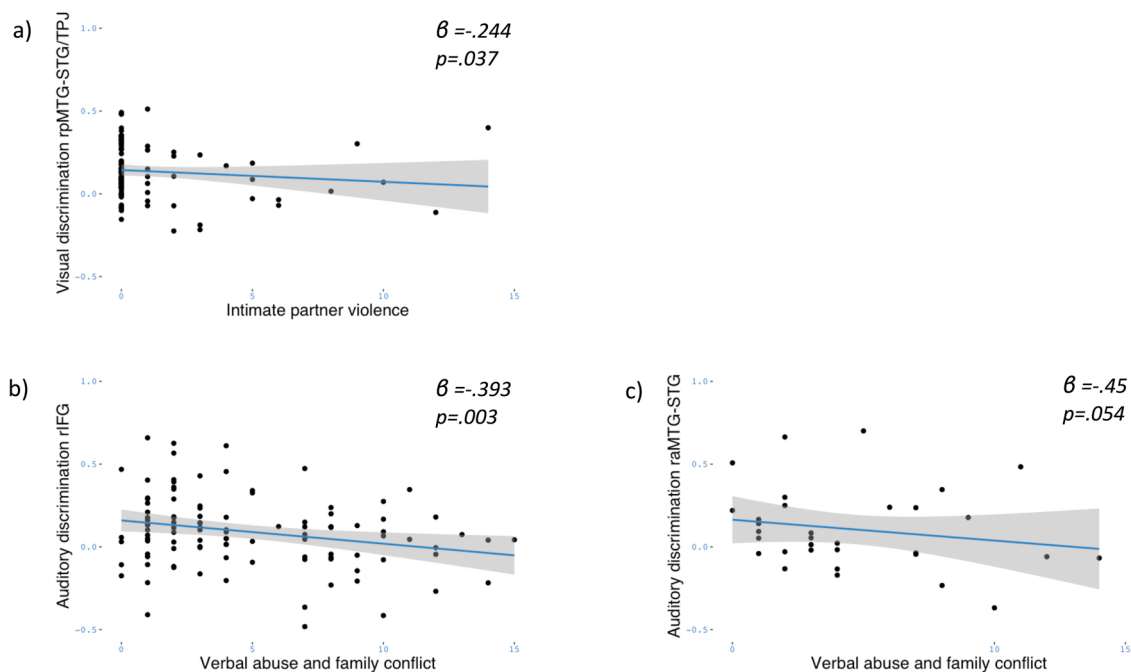 a)
Visual discrimination rpMTG-STG/TPJ
1.0
0.5
0.0
-0.5
0
5
10
15
Intimate partner violence
β =-.244
p=.037
b)
Auditory discrimination rIFG
1.0
0.5
0.0
-0.5
0
5
10
15
Verbal abuse and family conflict
β =-.393
p=.003
c)
Auditory discrimination raMTG-STG
1.0
0.5
0.0
-0.5
0
10
15
Verbal abuse and family conflict
β =-.45
p=.054